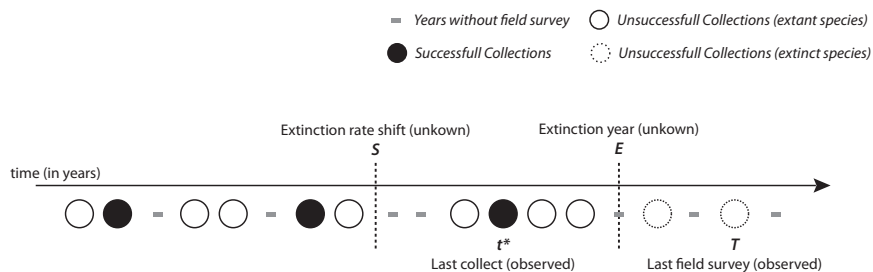 Years without field survey
Unsuccessfull Collections (extant species)
Successfull Collections
Unsuccessfull Collections (extinct species)
Extinction rate shift (unkown)
S
Extinction year (unkown)
E
time (in years)
t*
Last collect (observed)
T
Last field survey (observed)